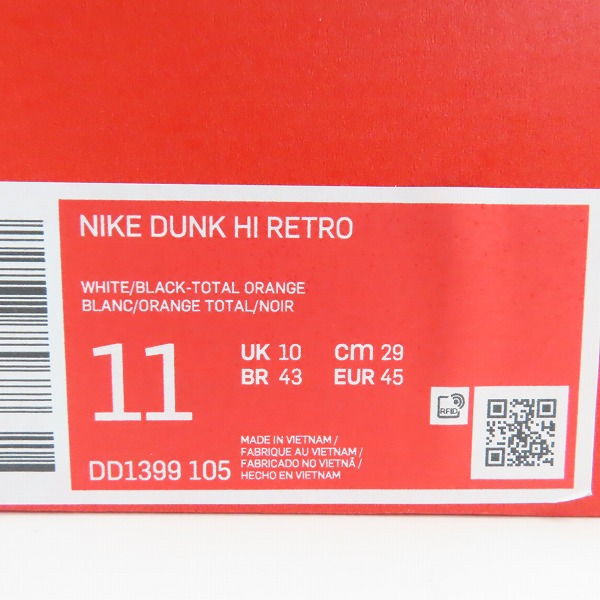 NIKE DUNK HI RETRO
WHITE/BLACK-TOTAL ORANGE
BLANC/ORANGE TOTAL/NOIR
11
UK 10 cm 29
BR 43 EUR 45
RFID
DD1399 105
MADE IN VIETNAM /
FABRIQUE AU VIETNAM /
FABRICADO NO VIETNÃ /
HECHO EN VIETNAM /